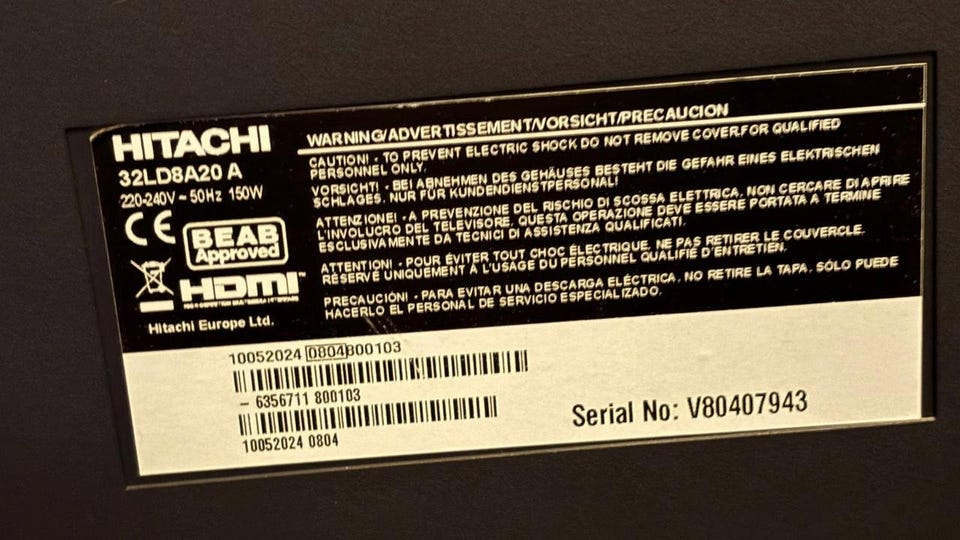 HITACHI
32LD8A20 A
220-240V ~ 50Hz 150W
CE
BEAB
Approved
HDMI™
Hitachi Europe Ltd.
WARNING/ADVERTISSEMENT/VORSICHT/PRECAUCION
CAUTION! - TO PREVENT ELECTRIC SHOCK DO NOT REMOVE COVER.FOR QUALIFIED
PERSONNEL ONLY.
VORSICHT! - BEI ABNEHMEN DES GEHÄUSES BESTEHT DIE GEFAHR EINES ELEKTRISCHEN
SCHLAGES. NUR FÜR KUNDENDIENSTPERSONAL!
ATTENZIONE! - A PREVENZIONE DEL RISCHIO DI SCOSSA ELETTRICA, NON CERCARE DI APRIRE
L'INVOLUCRO DEL TELEVISORE, QUESTA OPERAZIONE DEVE ESSERE PORTATA A TERMINE
ESCLUSIVAMENTE DA TECNICI DI ASSISTENZA QUALIFICATI.
ATTENTION! - POUR ÉVITER TOUT CHOC ÉLECTRIQUE, NE PAS RETIRER LE COUVERCLE.
RÉSERVÉ UNIQUEMENT À L'USAGE DU PERSONNEL QUALIFIÉ D'ENTRETIEN.
PRECAUCIÓN! - PARA EVITAR UNA DESCARGA ELÉCTRICA, NO RETIRE LA TAPA. SÓLO PUEDE
HACERLO EL PERSONAL DE SERVICIO ESPECIALIZADO.
10052024 0804800103
- 6356711 800103
10052024 0804
Serial No: V80407943